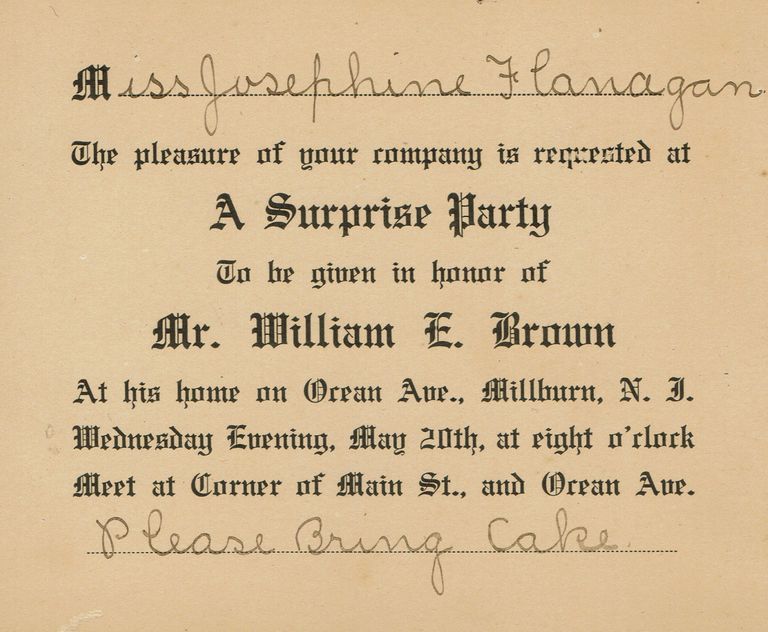 Miss Josephine Flanagan
The pleasure of your company is requested at
A Surprise Party
To be given in honor of
Mr. William E. Brown
At his home on Ocean Ave., Millburn, N. J.
Wednesday Evening, May 20th, at eight o'clock
Meet at Corner of Main St., and Ocean Ave.
Please Bring Cake